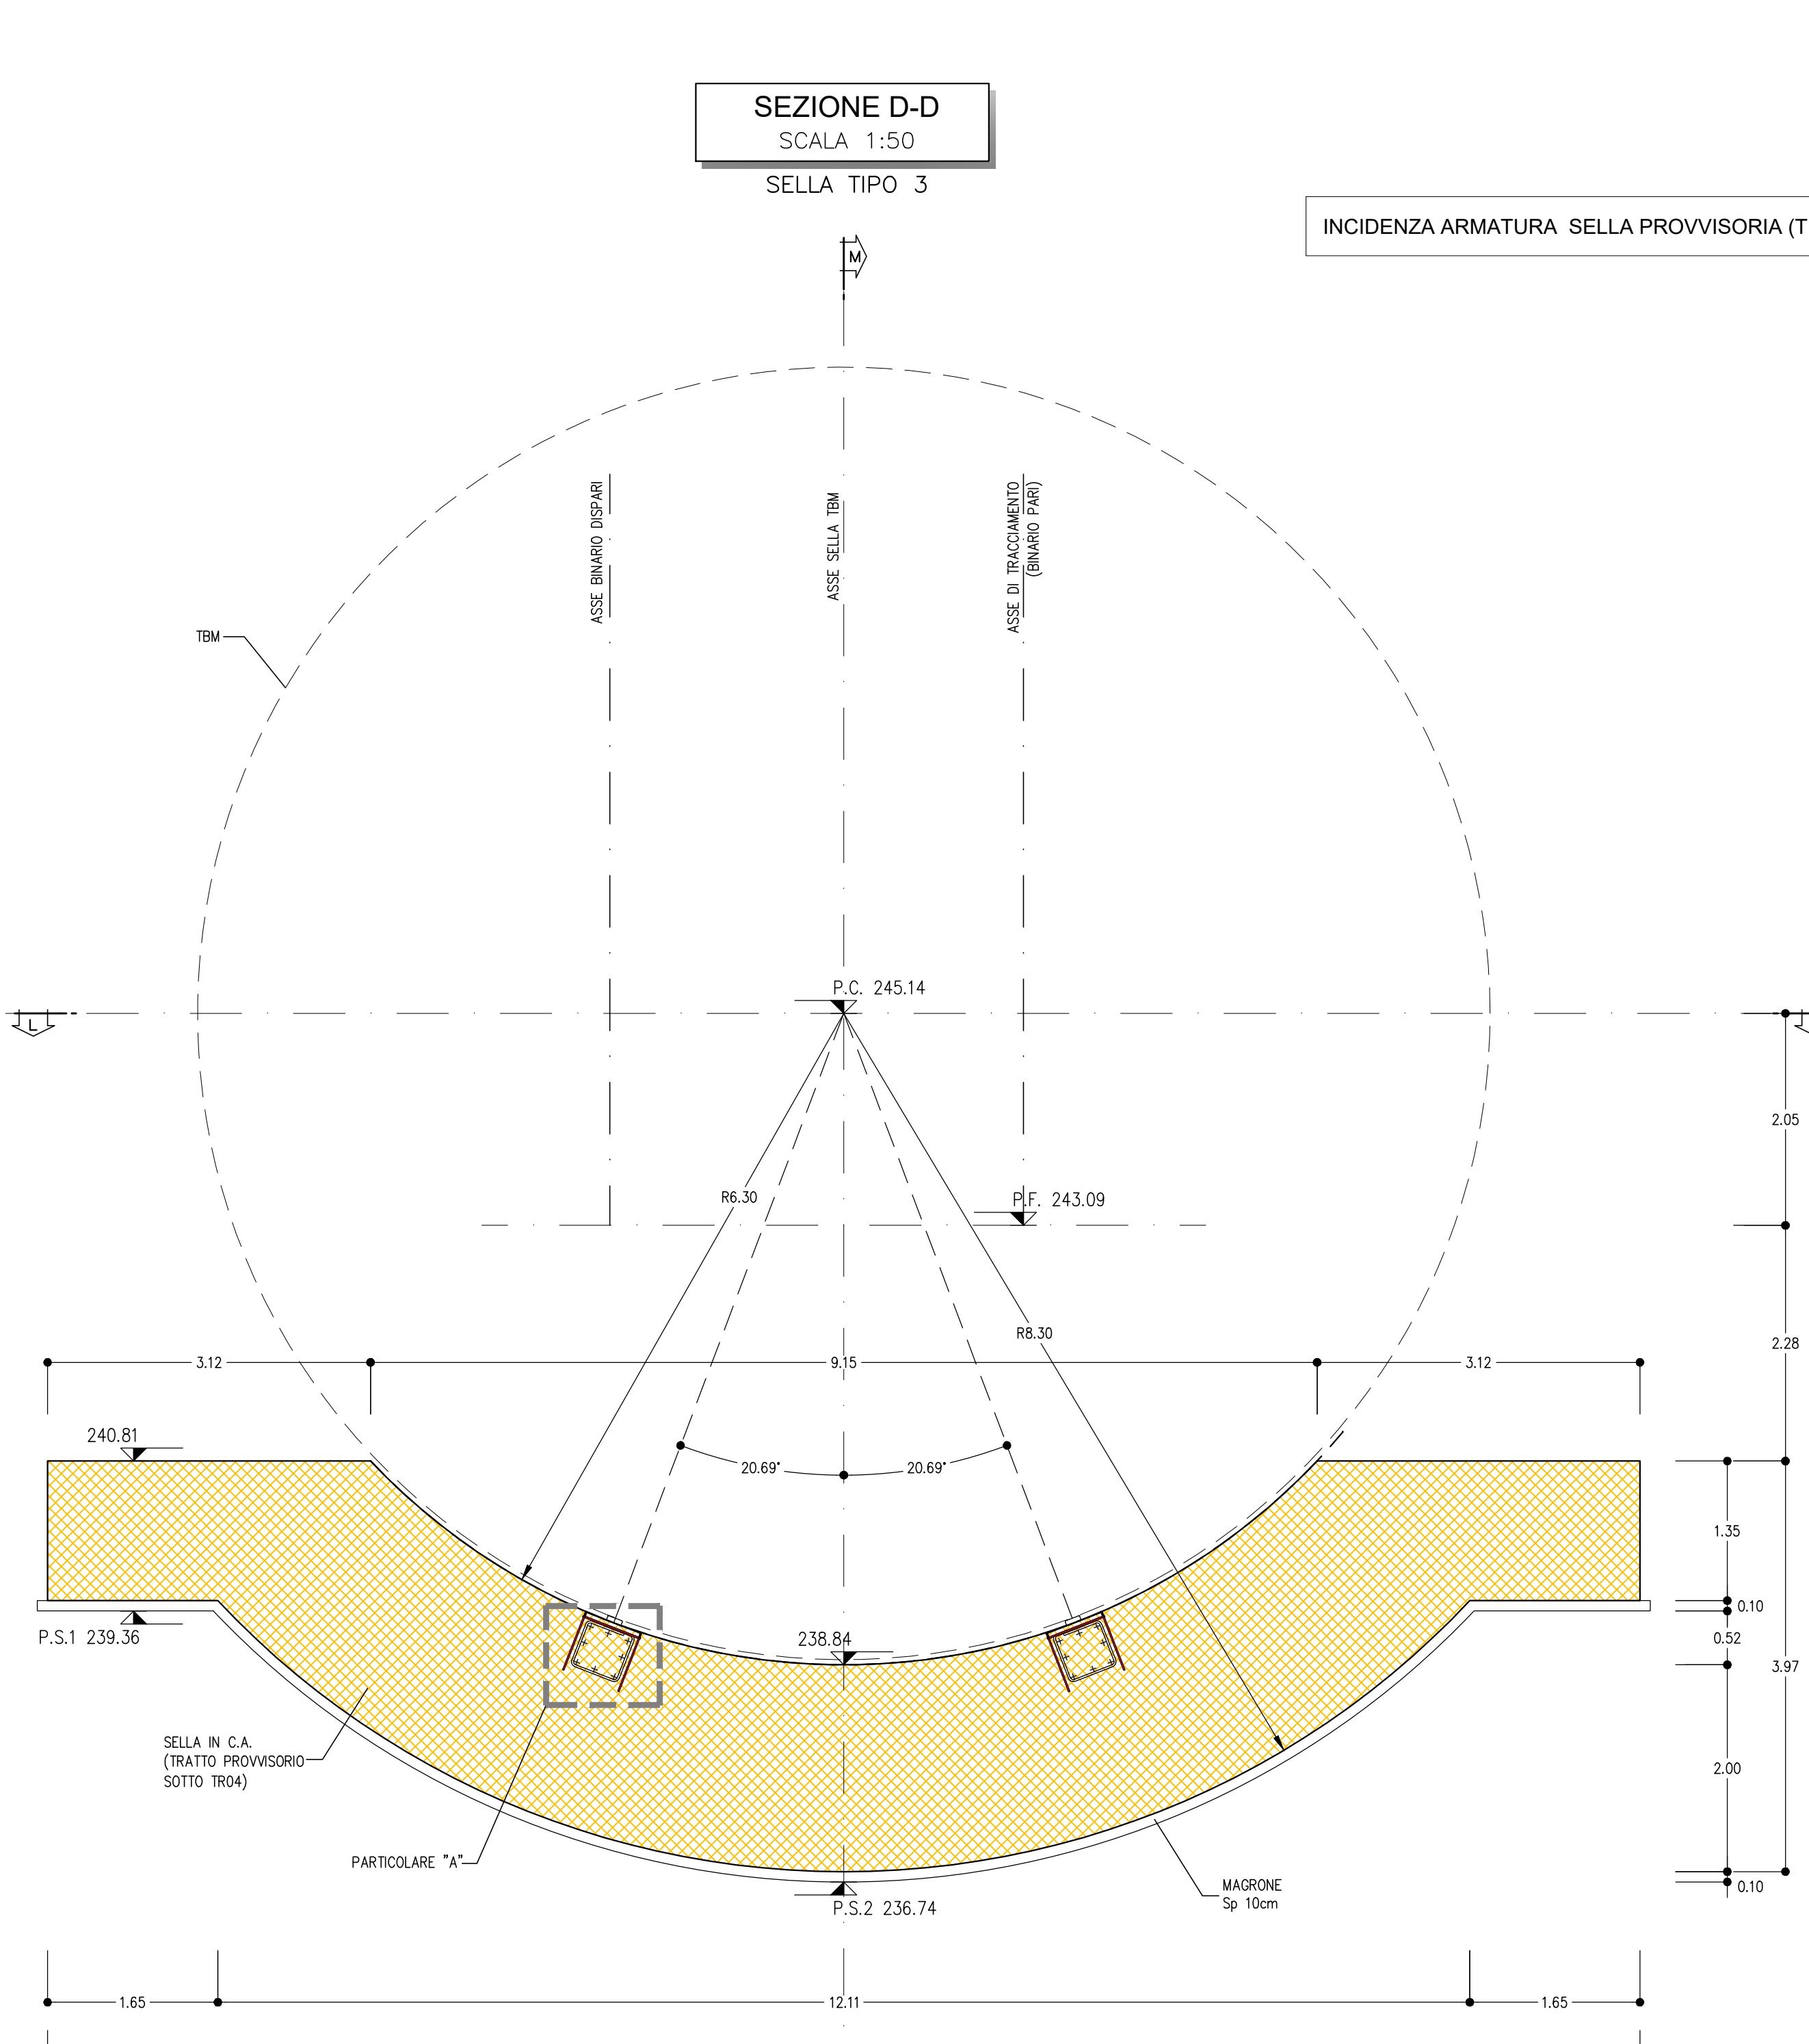 SEZIONE D-D
SCALA 1:50
SELLA TIPO 3
INCIDENZA ARMATURA SELLA PROVVISORIA (T
M
ASSE BINARIO DISPARI
ASSE SELLA TBM
ASSE DI TRACCIAMENTO
(BINARIO PARI)
TBM
P.C. 245.14
L
2.05
R6.30
P.F. 243.09
R8.30
2.28
3.12
9.15
3.12
240.81
20.69°
20.69°
1.35
0.10
P.S.1 239.36
238.84
0.52
3.97
SELLA IN C.A.
(TRATTO PROVVISORIO
SOTTO TR04)
2.00
PARTICOLARE "A"
MAGRONE
Sp 10cm
0.10
P.S.2 236.74
1.65
12.11
1.65